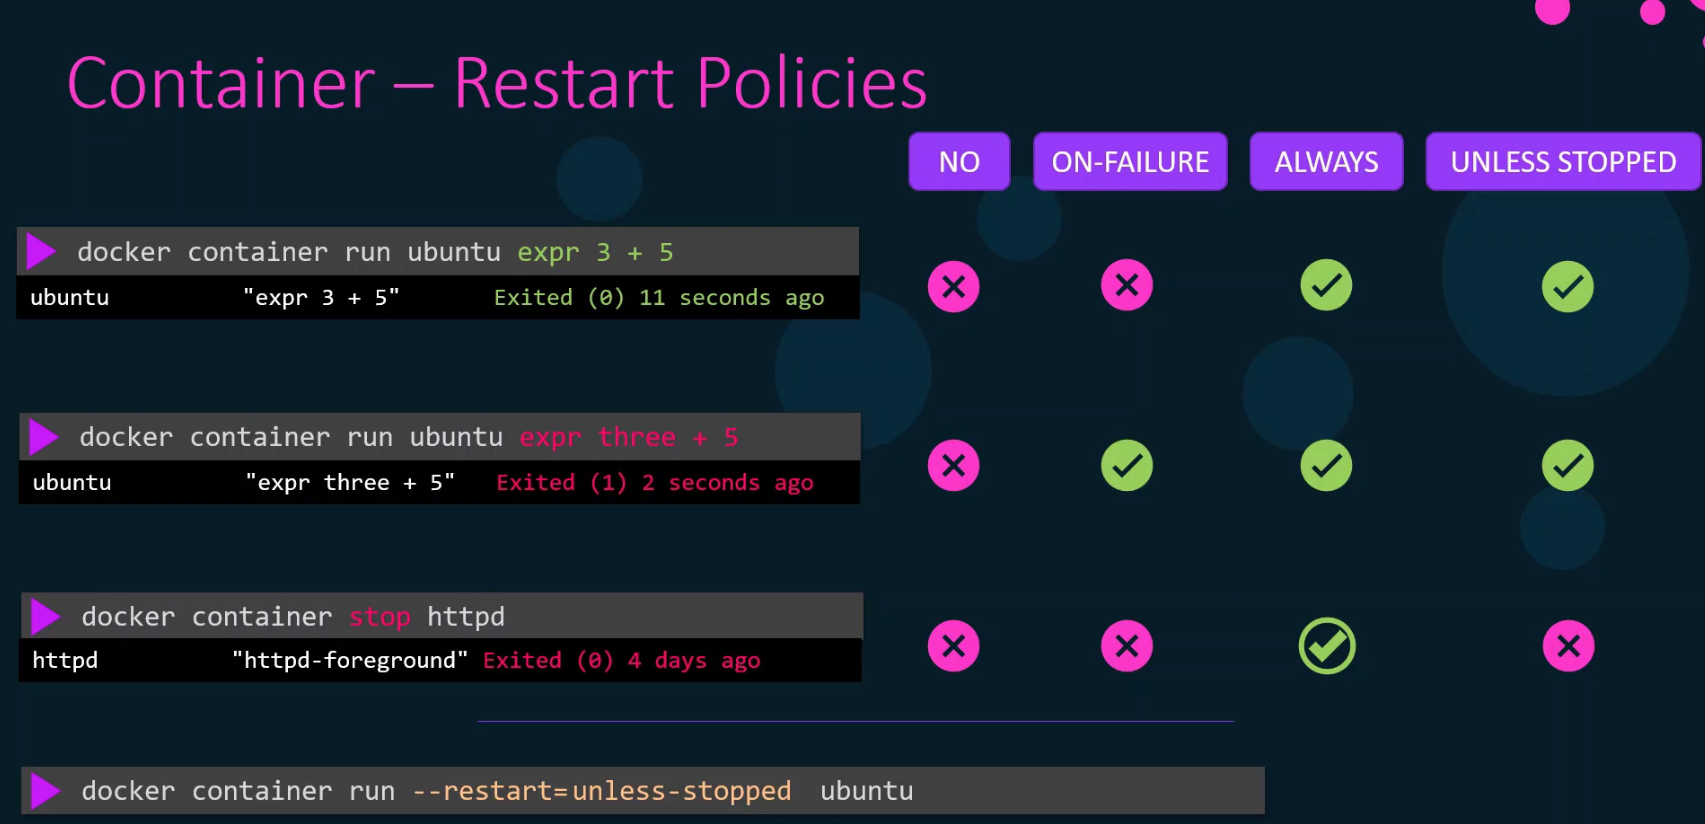 Container – Restart Policies
NO ON-FAILURE ALWAYS UNLESS STOPPED
docker container run ubuntu expr 3 + 5
ubuntu "expr 3 + 5" Exited (0) 11 seconds ago
docker container run ubuntu expr three + 5
ubuntu "expr three + 5" Exited (1) 2 seconds ago
docker container stop httpd
httpd "httpd-foreground" Exited (0) 4 days ago
docker container run --restart=unless-stopped ubuntu